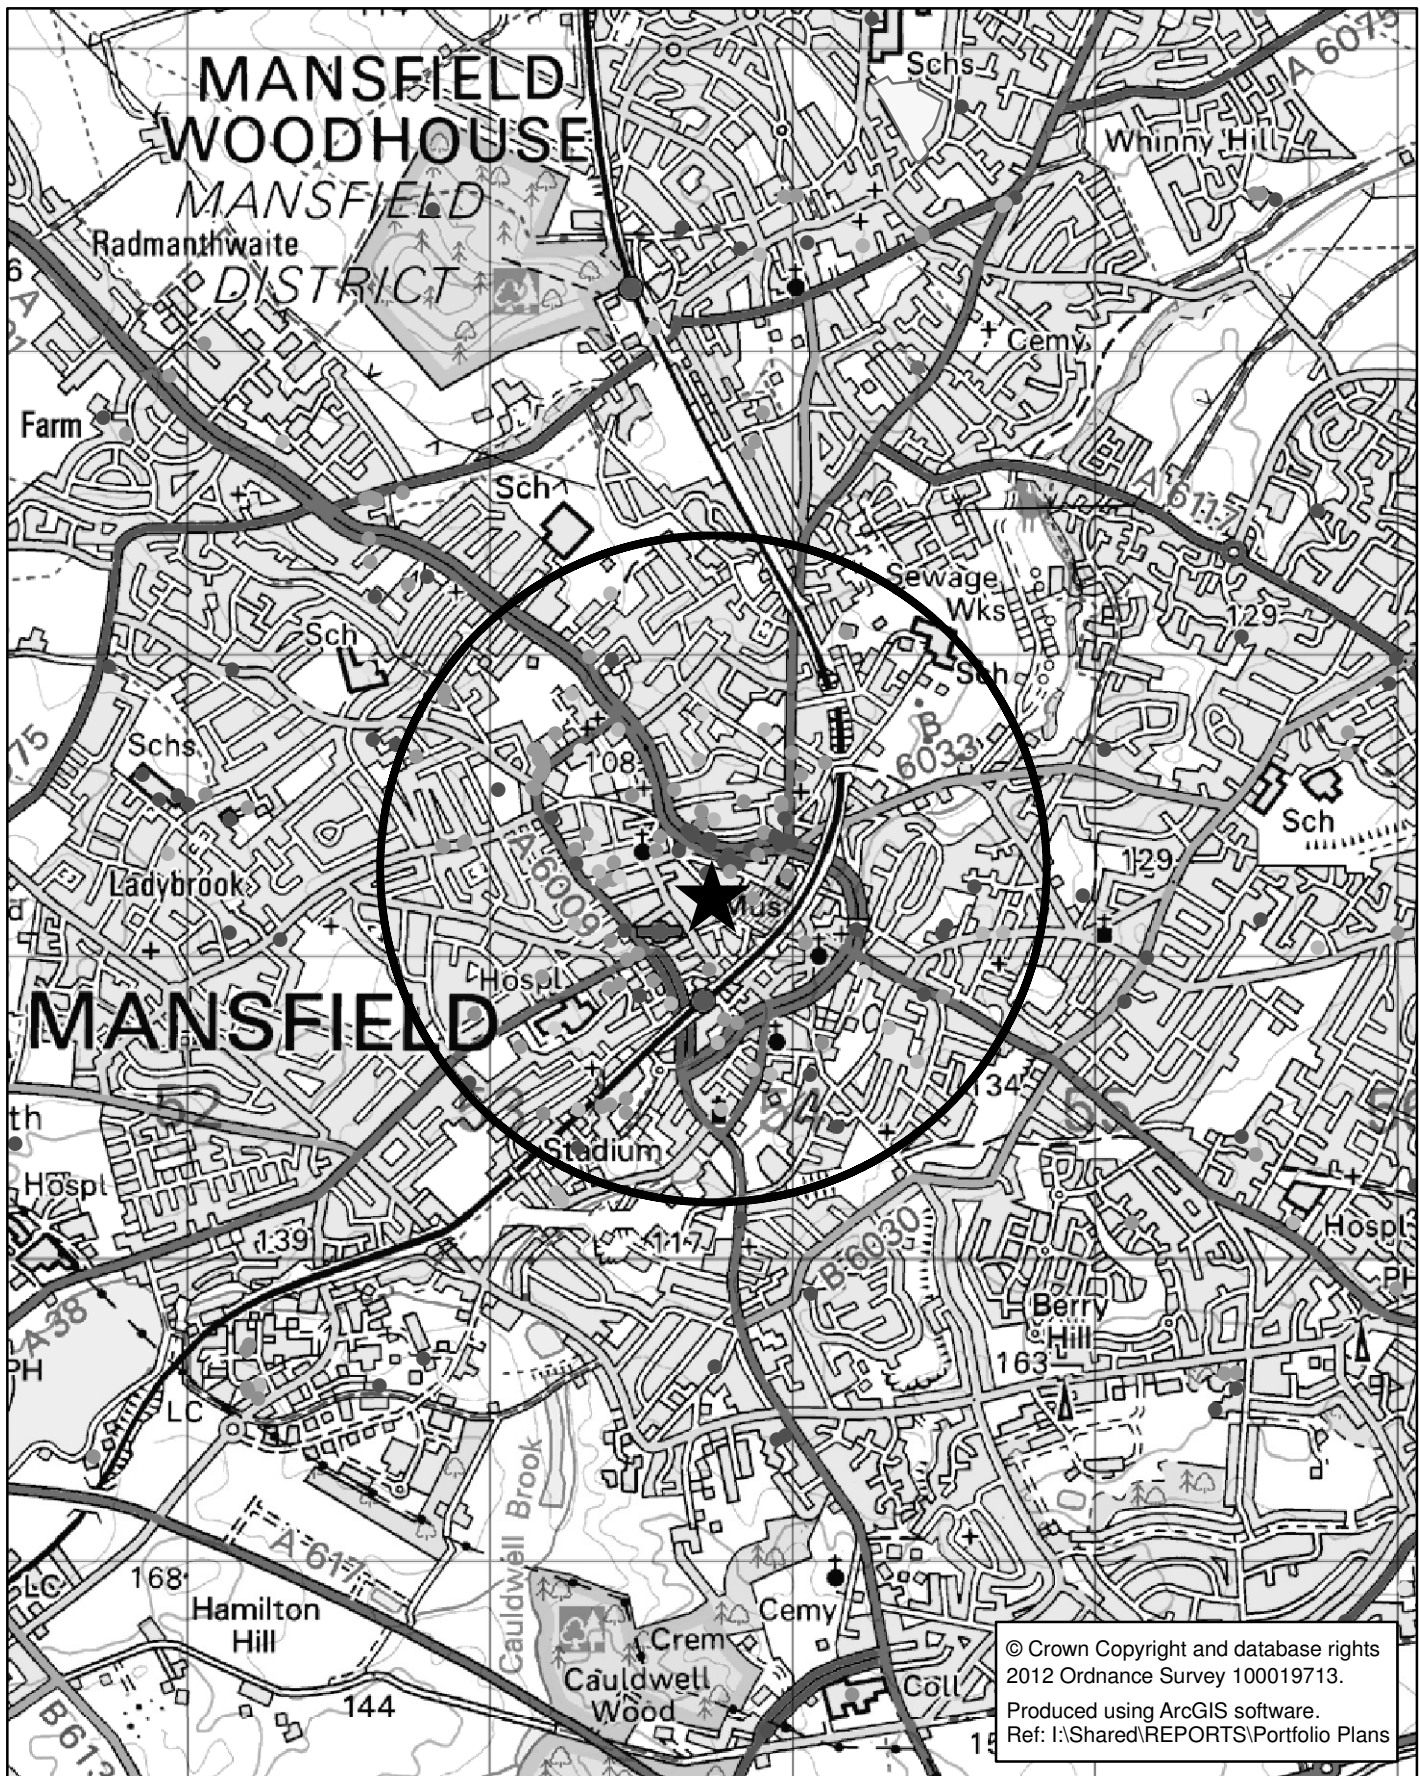 A 6075
MANSFIELD
WOODHOUSE
Schs
Whinny Hill
MANSFIELD
Radmanthwaite
DISTRICT
Cemy
Farm
Sch
A 6117
Sewage
Wks
129
Sch
Sch
B
6033
Schs
108
Sch
A 6009
129
Ladybrook
Mus
Hospl
MANSFIELD
134
52
53
54
55
th
Stadium
Hospl
139
117
B 6030
Hospl
PH
A 38
Berry
Hill
163
PH
LC
Cauldwell Brook
A 617
LC
168
Hamilton
Hill
Cemy
Crem
Cauldwell
Wood
Coll
144
B613
© Crown Copyright and database rights
2012 Ordnance Survey 100019713.
Produced using ArcGIS software.
Ref: I:\Shared\REPORTS\Portfolio Plans